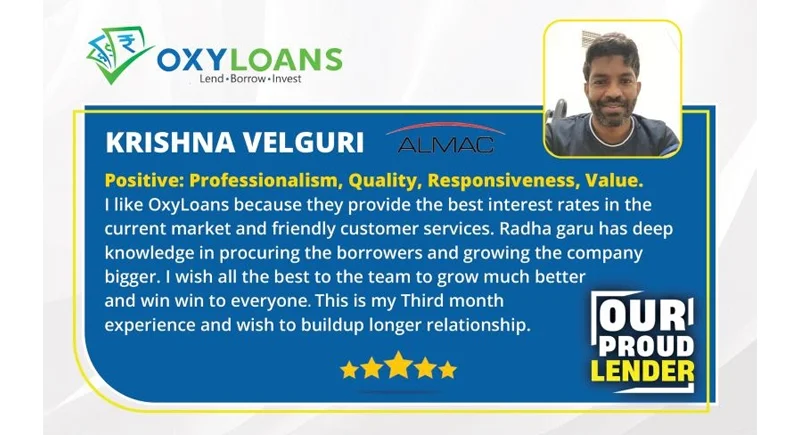 OXYLOANS
Lend • Borrow • Invest
KRISHNA VELGURI
ALMAC
Positive: Professionalism, Quality, Responsiveness, Value.
I like OxyLoans because they provide the best interest rates in the
current market and friendly customer services. Radha garu has deep
knowledge in procuring the borrowers and growing the company
bigger. I wish all the best to the team to grow much better
and win win to everyone. This is my Third month
experience and wish to buildup longer relationship.
OUR
PROUD
LENDER